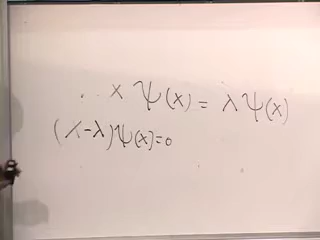 x Ψ(x) = λ Ψ(x)
(x-λ)Ψ(x)=0